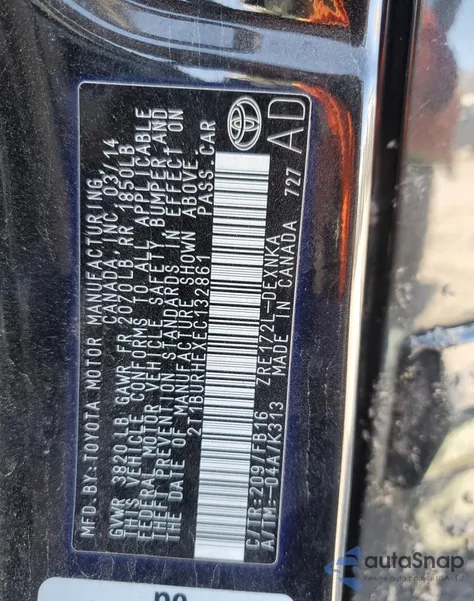 MFD. BY: TOYOTA MOTOR MANUFACTURING,
CANADA, INC. 03/14
GVWR 3820 LB GAWR FR 2070 LB RR 1850LB
THIS VEHICLE CONFORMS TO ALL APPLICABLE
FEDERAL MOTOR VEHICLE SAFETY, BUMPER AND
THEFT PREVENTION STANDARDS IN EFFECT ON
THE DATE OF MANUFACTURE SHOWN ABOVE.
2T1BURHEXEC132861 PASS. CAR
C/TR:209/FB16 ZRE172L-DEXNKA
A/TM:-04A/K313 MADE IN CANADA 727
AD
autoSnap